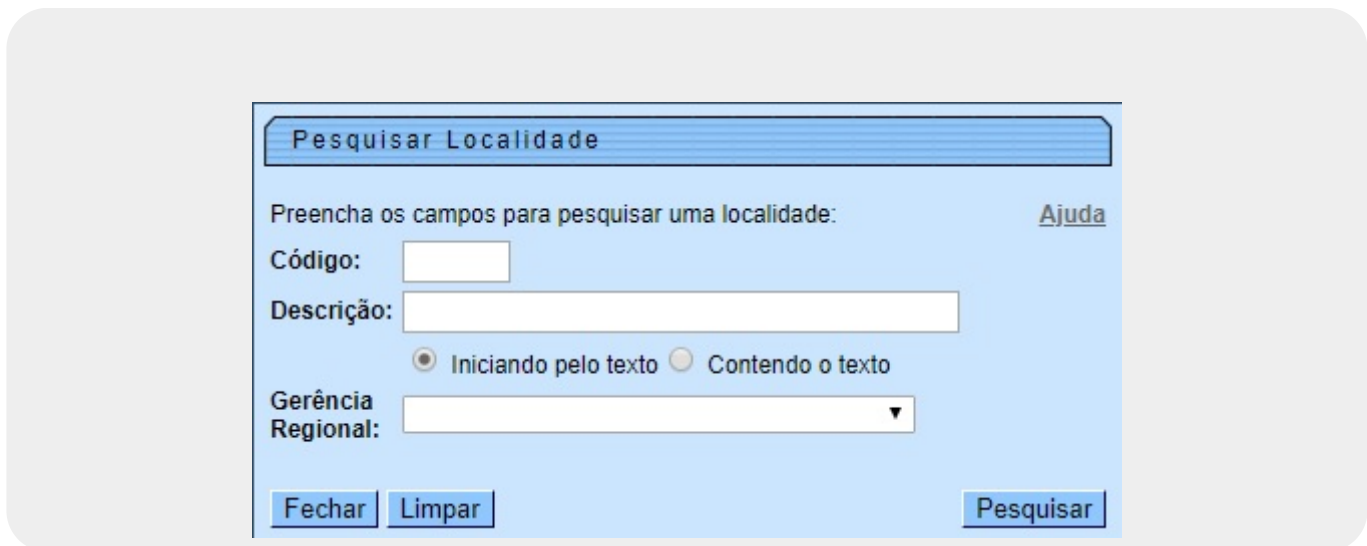 Pesquisar Localidade
Preencha os campos para pesquisar uma localidade: Ajuda
Código:
Descrição:
Iniciando pelo texto Contendo o texto
Gerência
Regional:
Fechar Limpar Pesquisar